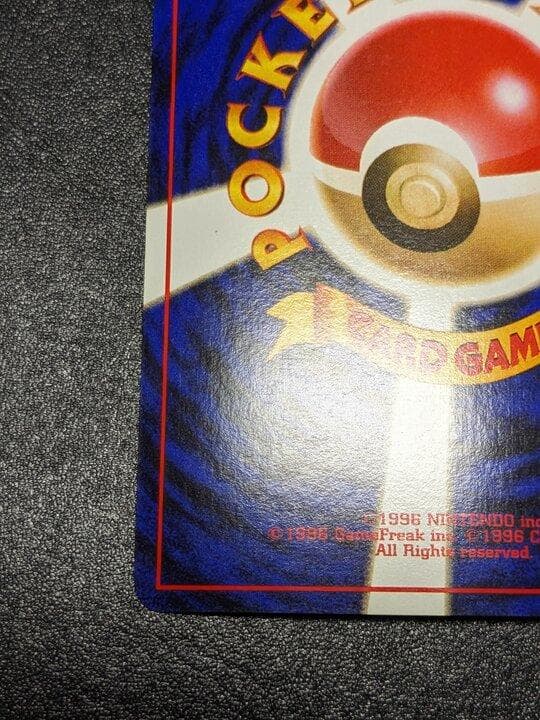 POCKE
CARD GAM
©1996 NINTENDO inc
©1996 GameFreak inc. ©1996 C
All Rights reserved.